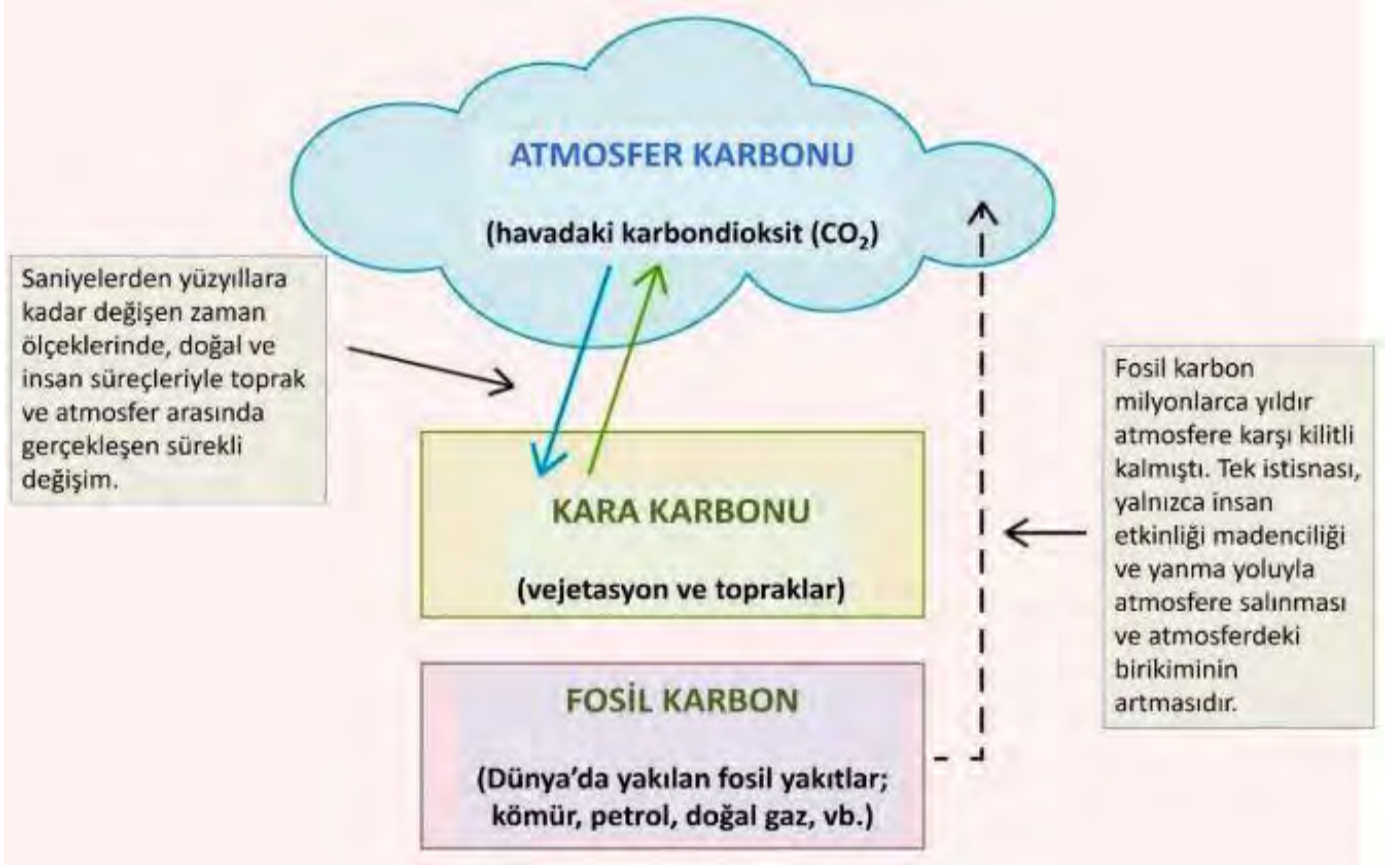 ATMOSFER KARBONU
(havadaki karbondioksit (CO₂)
Saniyelerden yüzyıllara
kadar değişen zaman
ölçeklerinde, doğal ve
insan süreçleriyle toprak
ve atmosfer arasında
gerçekleşen sürekli
değişim.
Fosil karbon
milyonlarca yıldır
atmosfere karşı kilitli
kalmıştı. Tek istisnası,
yalnızca insan
etkinliği madenciliği
ve yanma yoluyla
atmosfere salınması
ve atmosferdeki
birikiminin
artmasıdır.
KARA KARBONU
(vejetasyon ve topraklar)
FOSİL KARBON
(Dünya’da yakılan fosil yakıtlar;
kömür, petrol, doğal gaz, vb.)